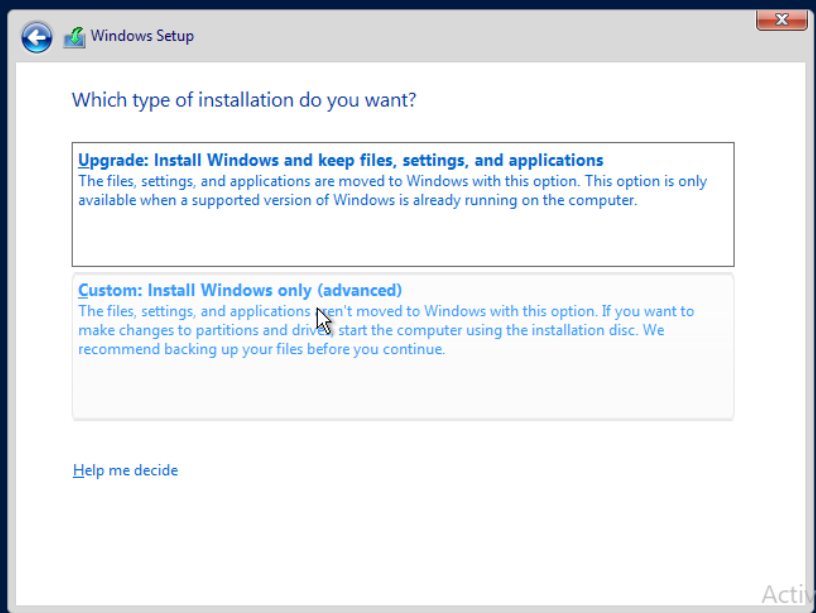 Windows Setup
Which type of installation do you want?
Upgrade: Install Windows and keep files, settings, and applications
The files, settings, and applications are moved to Windows with this option. This option is only
available when a supported version of Windows is already running on the computer.
Custom: Install Windows only (advanced)
The files, settings, and applications aren't moved to Windows with this option. If you want to
make changes to partitions and drives, start the computer using the installation disc. We
recommend backing up your files before you continue.
Help me decide
Activ